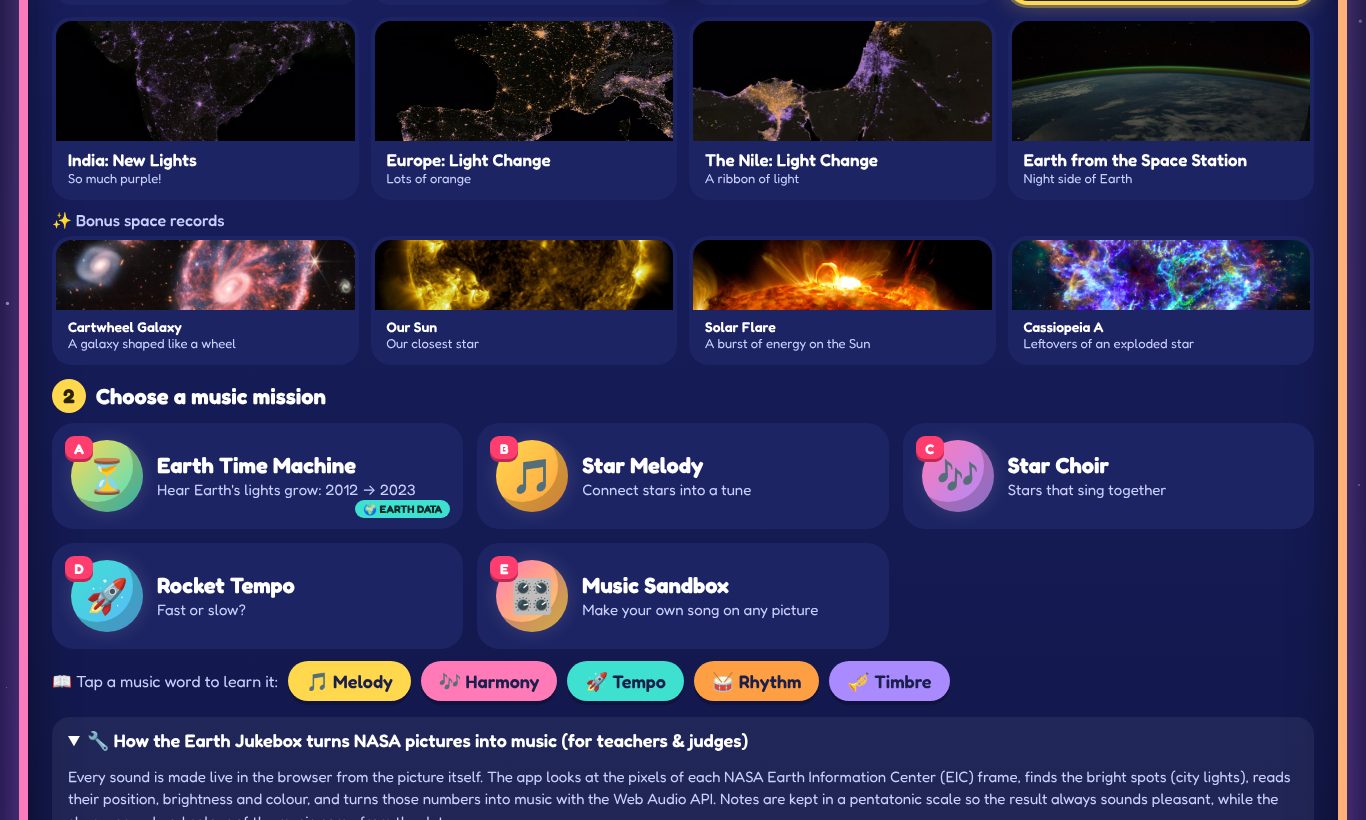 India: New Lights
So much purple!
Europe: Light Change
Lots of orange
The Nile: Light Change
A ribbon of light
Earth from the Space Station
Night side of Earth
✨ Bonus space records
Cartwheel Galaxy
A galaxy shaped like a wheel
Our Sun
Our closest star
Solar Flare
A burst of energy on the Sun
Cassiopeia A
Leftovers of an exploded star
2 Choose a music mission
A
Earth Time Machine
Hear Earth's lights grow: 2012 → 2023
🌍 EARTH DATA
B
Star Melody
Connect stars into a tune
C
Star Choir
Stars that sing together
D
Rocket Tempo
Fast or slow?
E
Music Sandbox
Make your own song on any picture
📖 Tap a music word to learn it: 🎵 Melody 🎶 Harmony 🚀 Tempo 🥁 Rhythm 🎺 Timbre
▼ 🔧 How the Earth Jukebox turns NASA pictures into music (for teachers & judges)
Every sound is made live in the browser from the picture itself. The app looks at the pixels of each NASA Earth Information Center (EIC) frame, finds the bright spots (city lights), reads
their position, brightness and colour, and turns those numbers into music with the Web Audio API. Notes are kept in a pentatonic scale so the result always sounds pleasant, while the